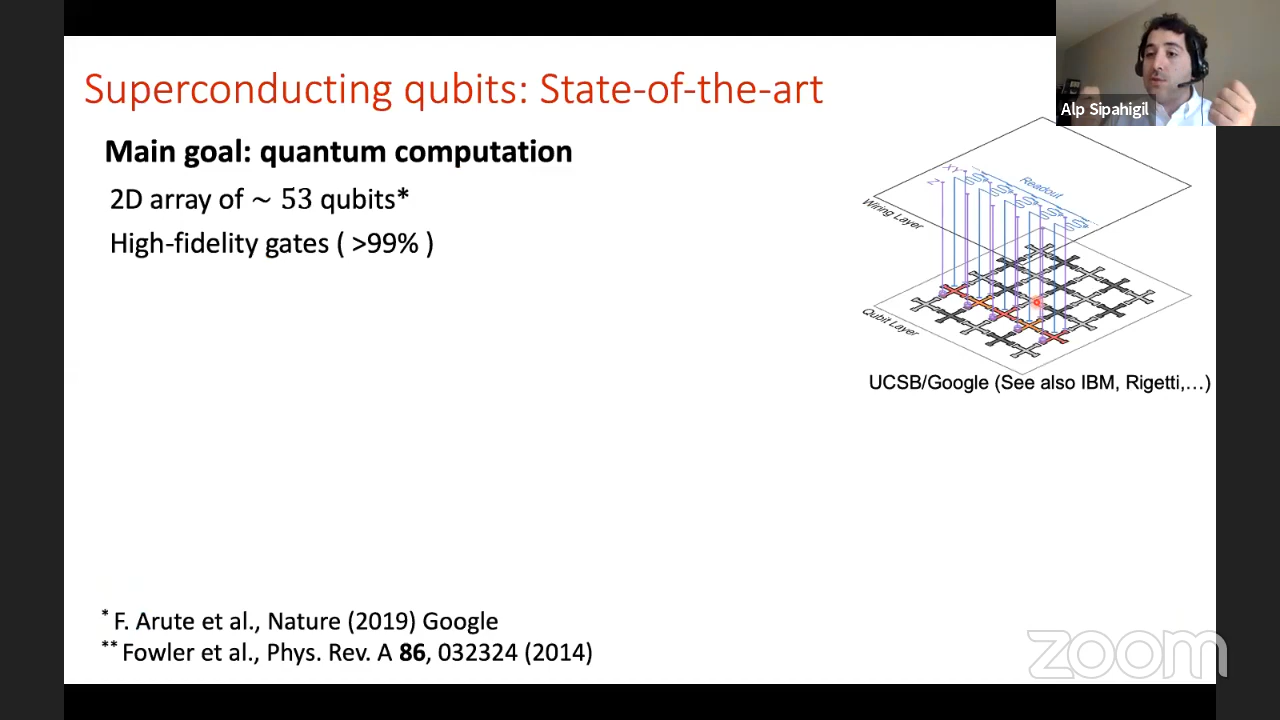 Superconducting qubits: State-of-the-art
Alp Sipahigil
Main goal: quantum computation
2D array of ~ 53 qubits*
High-fidelity gates ( >99% )
XY
Z
Readout
Wiring Layer
Qubit Layer
UCSB/Google (See also IBM, Rigetti,…)
* F. Arute et al., Nature (2019) Google
** Fowler et al., Phys. Rev. A 86, 032324 (2014)
zoom